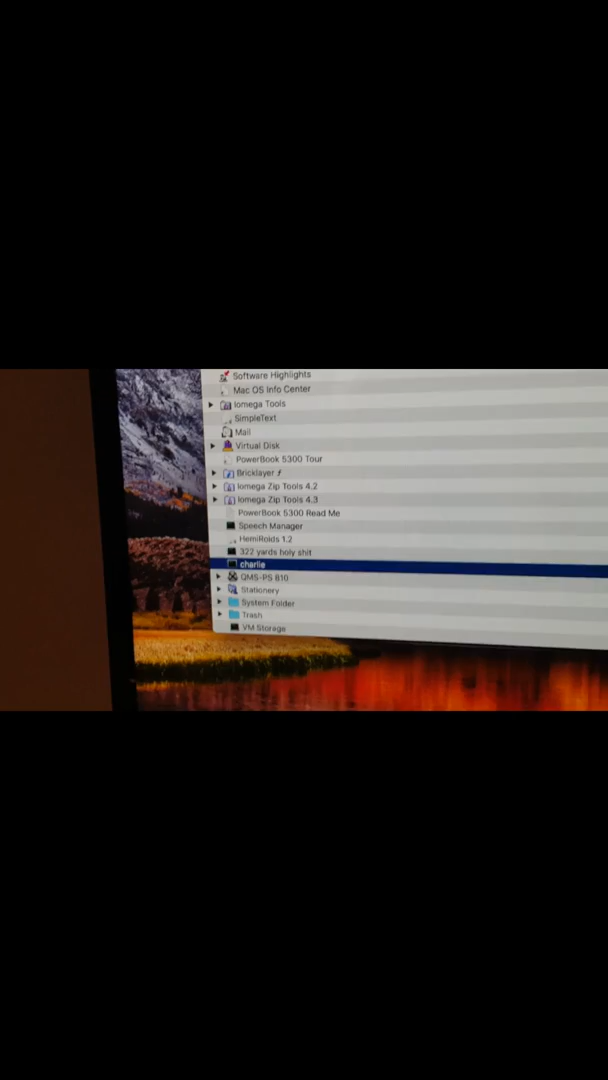 Software Highlights
Mac OS Info Center
Iomega Tools
SimpleText
Mail
Virtual Disk
PowerBook 5300 Tour
Bricklayer ƒ
Iomega Zip Tools 4.2
Iomega Zip Tools 4.3
PowerBook 5300 Read Me
Speech Manager
HemiRoids 1.2
322 yards holy shit
charlie
QMS-PS 810
Stationery
System Folder
Trash
VM Storage